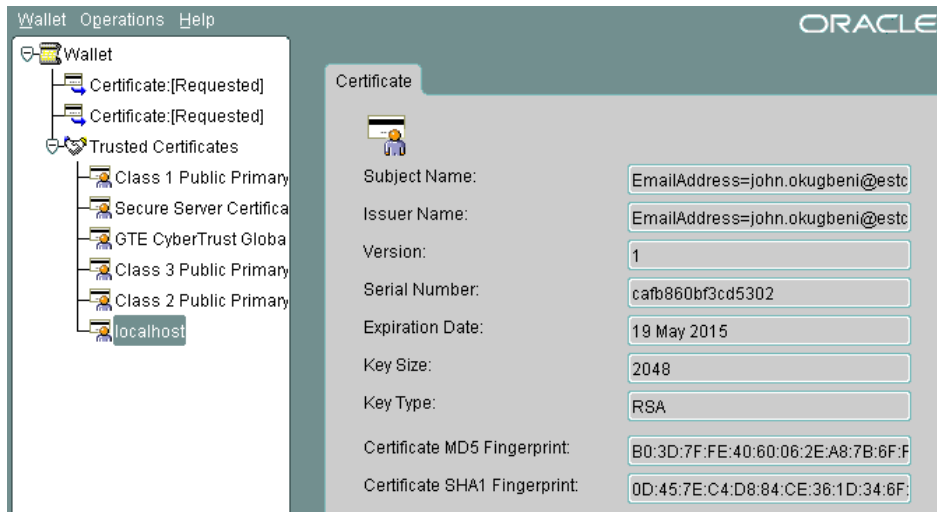 Wallet Operations Help
ORACLE
Wallet
Certificate:[Requested]
Certificate:[Requested]
Trusted Certificates
Class 1 Public Primary
Secure Server Certifica
GTE CyberTrust Globa
Class 3 Public Primary
Class 2 Public Primary
localhost
Certificate
Subject Name: EmailAddress=john.okugbeni@estc
Issuer Name: EmailAddress=john.okugbeni@estc
Version: 1
Serial Number: cafb860bf3cd5302
Expiration Date: 19 May 2015
Key Size: 2048
Key Type: RSA
Certificate MD5 Fingerprint: B0:3D:7F:FE:40:60:06:2E:A8:7B:6F:F
Certificate SHA1 Fingerprint: 0D:45:7E:C4:D8:84:CE:36:1D:34:6F: